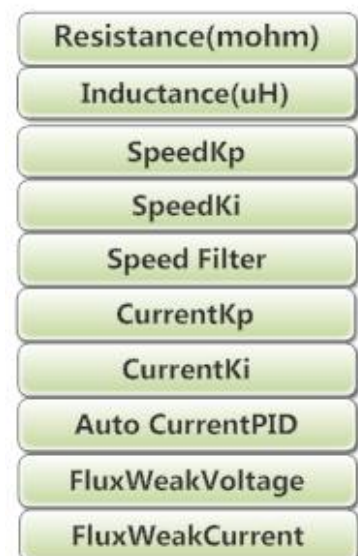 Resistance(mohm)
Inductance(uH)
SpeedKp
SpeedKi
Speed Filter
CurrentKp
CurrentKi
Auto CurrentPID
FluxWeakVoltage
FluxWeakCurrent